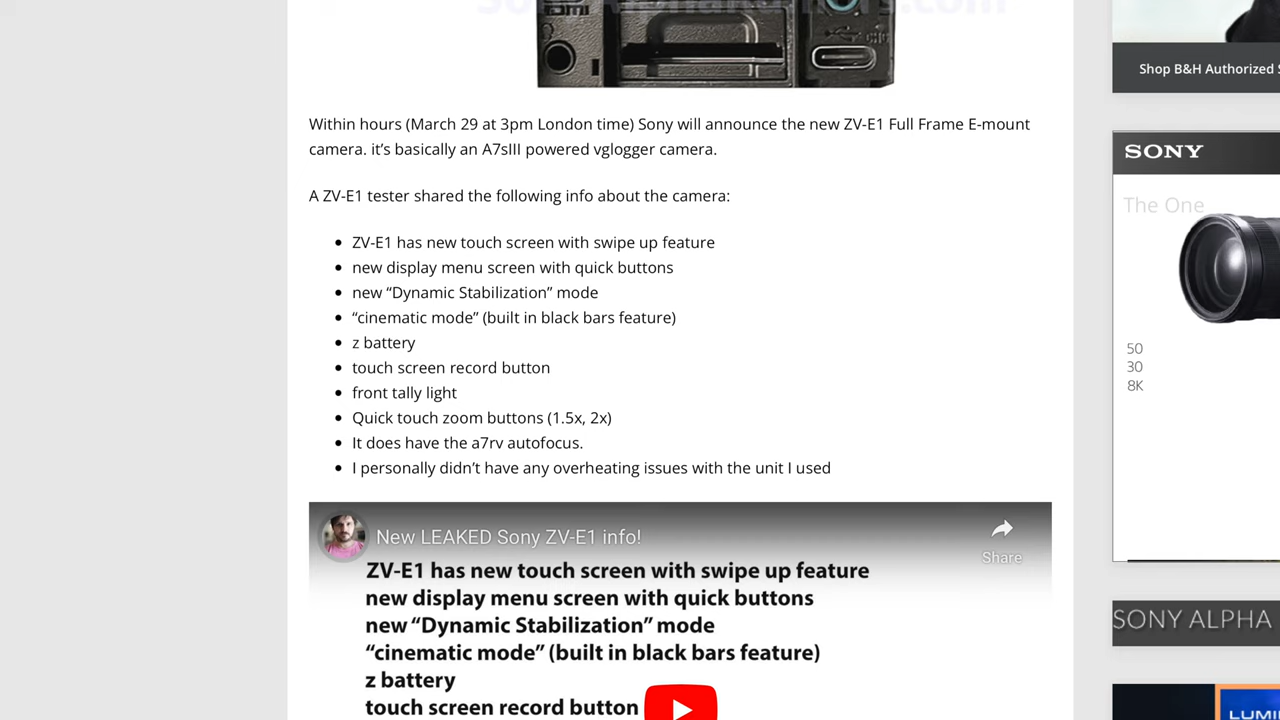 HDMI
Within hours (March 29 at 3pm London time) Sony will announce the new ZV-E1 Full Frame E-mount
camera. it's basically an A7sIII powered vglogger camera.
A ZV-E1 tester shared the following info about the camera:
ZV-E1 has new touch screen with swipe up feature
new display menu screen with quick buttons
new “Dynamic Stabilization” mode
“cinematic mode” (built in black bars feature)
z battery
touch screen record button
front tally light
Quick touch zoom buttons (1.5x, 2x)
It does have the a7rv autofocus.
I personally didn't have any overheating issues with the unit I used
New LEAKED Sony ZV-E1 info!
Share
ZV-E1 has new touch screen with swipe up feature
new display menu screen with quick buttons
new “Dynamic Stabilization” mode
“cinematic mode” (built in black bars feature)
z battery
touch screen record button
Shop B&H Authorized
SONY
The One
50
30
8K
SONY ALPHA